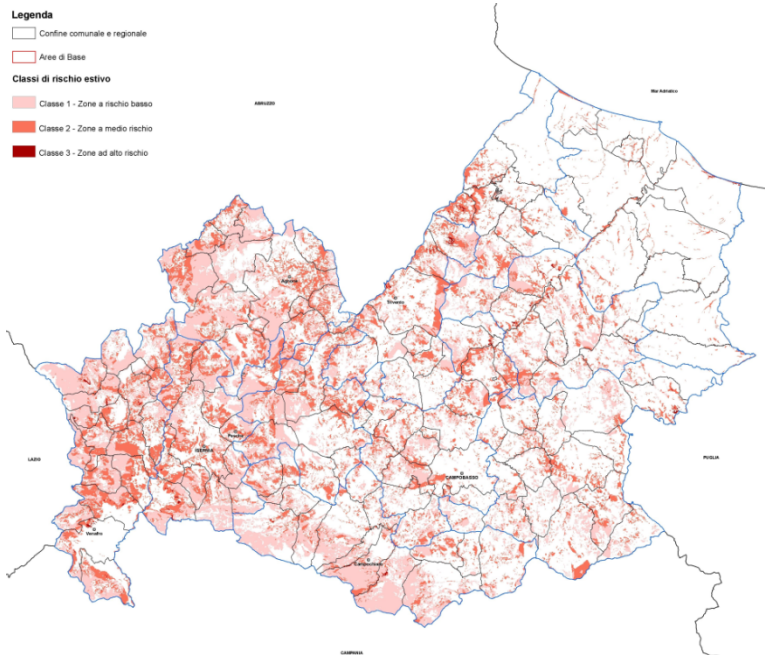 Legenda
Confine comunale e regionale
Aree di Base
Classi di rischio estivo
Classe 1 - Zone a rischio basso
Classe 2 - Zone a medio rischio
Classe 3 - Zone ad alto rischio
ABRUZZO
Mar Adriatico
Agnone
Trivento
LAZIO
ISERNIA
CAMPOBASSO
PUGLIA
Venafro
CAMPANIA